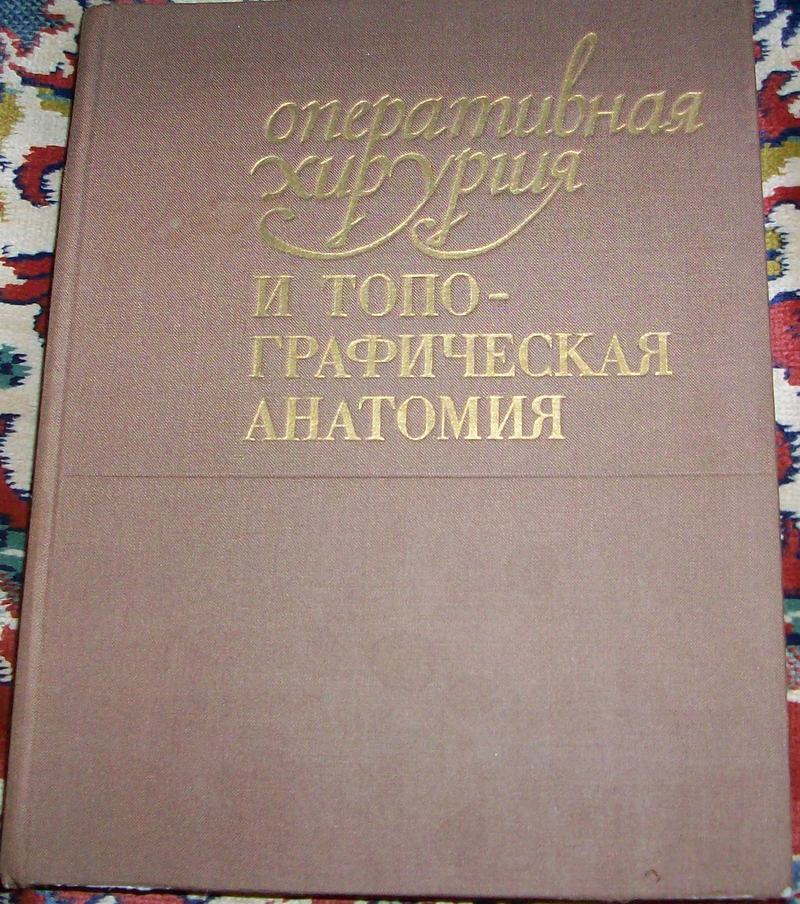 оперативная
хирургия
И ТОПО-
ГРАФИЧЕСКАЯ
АНАТОМИЯ